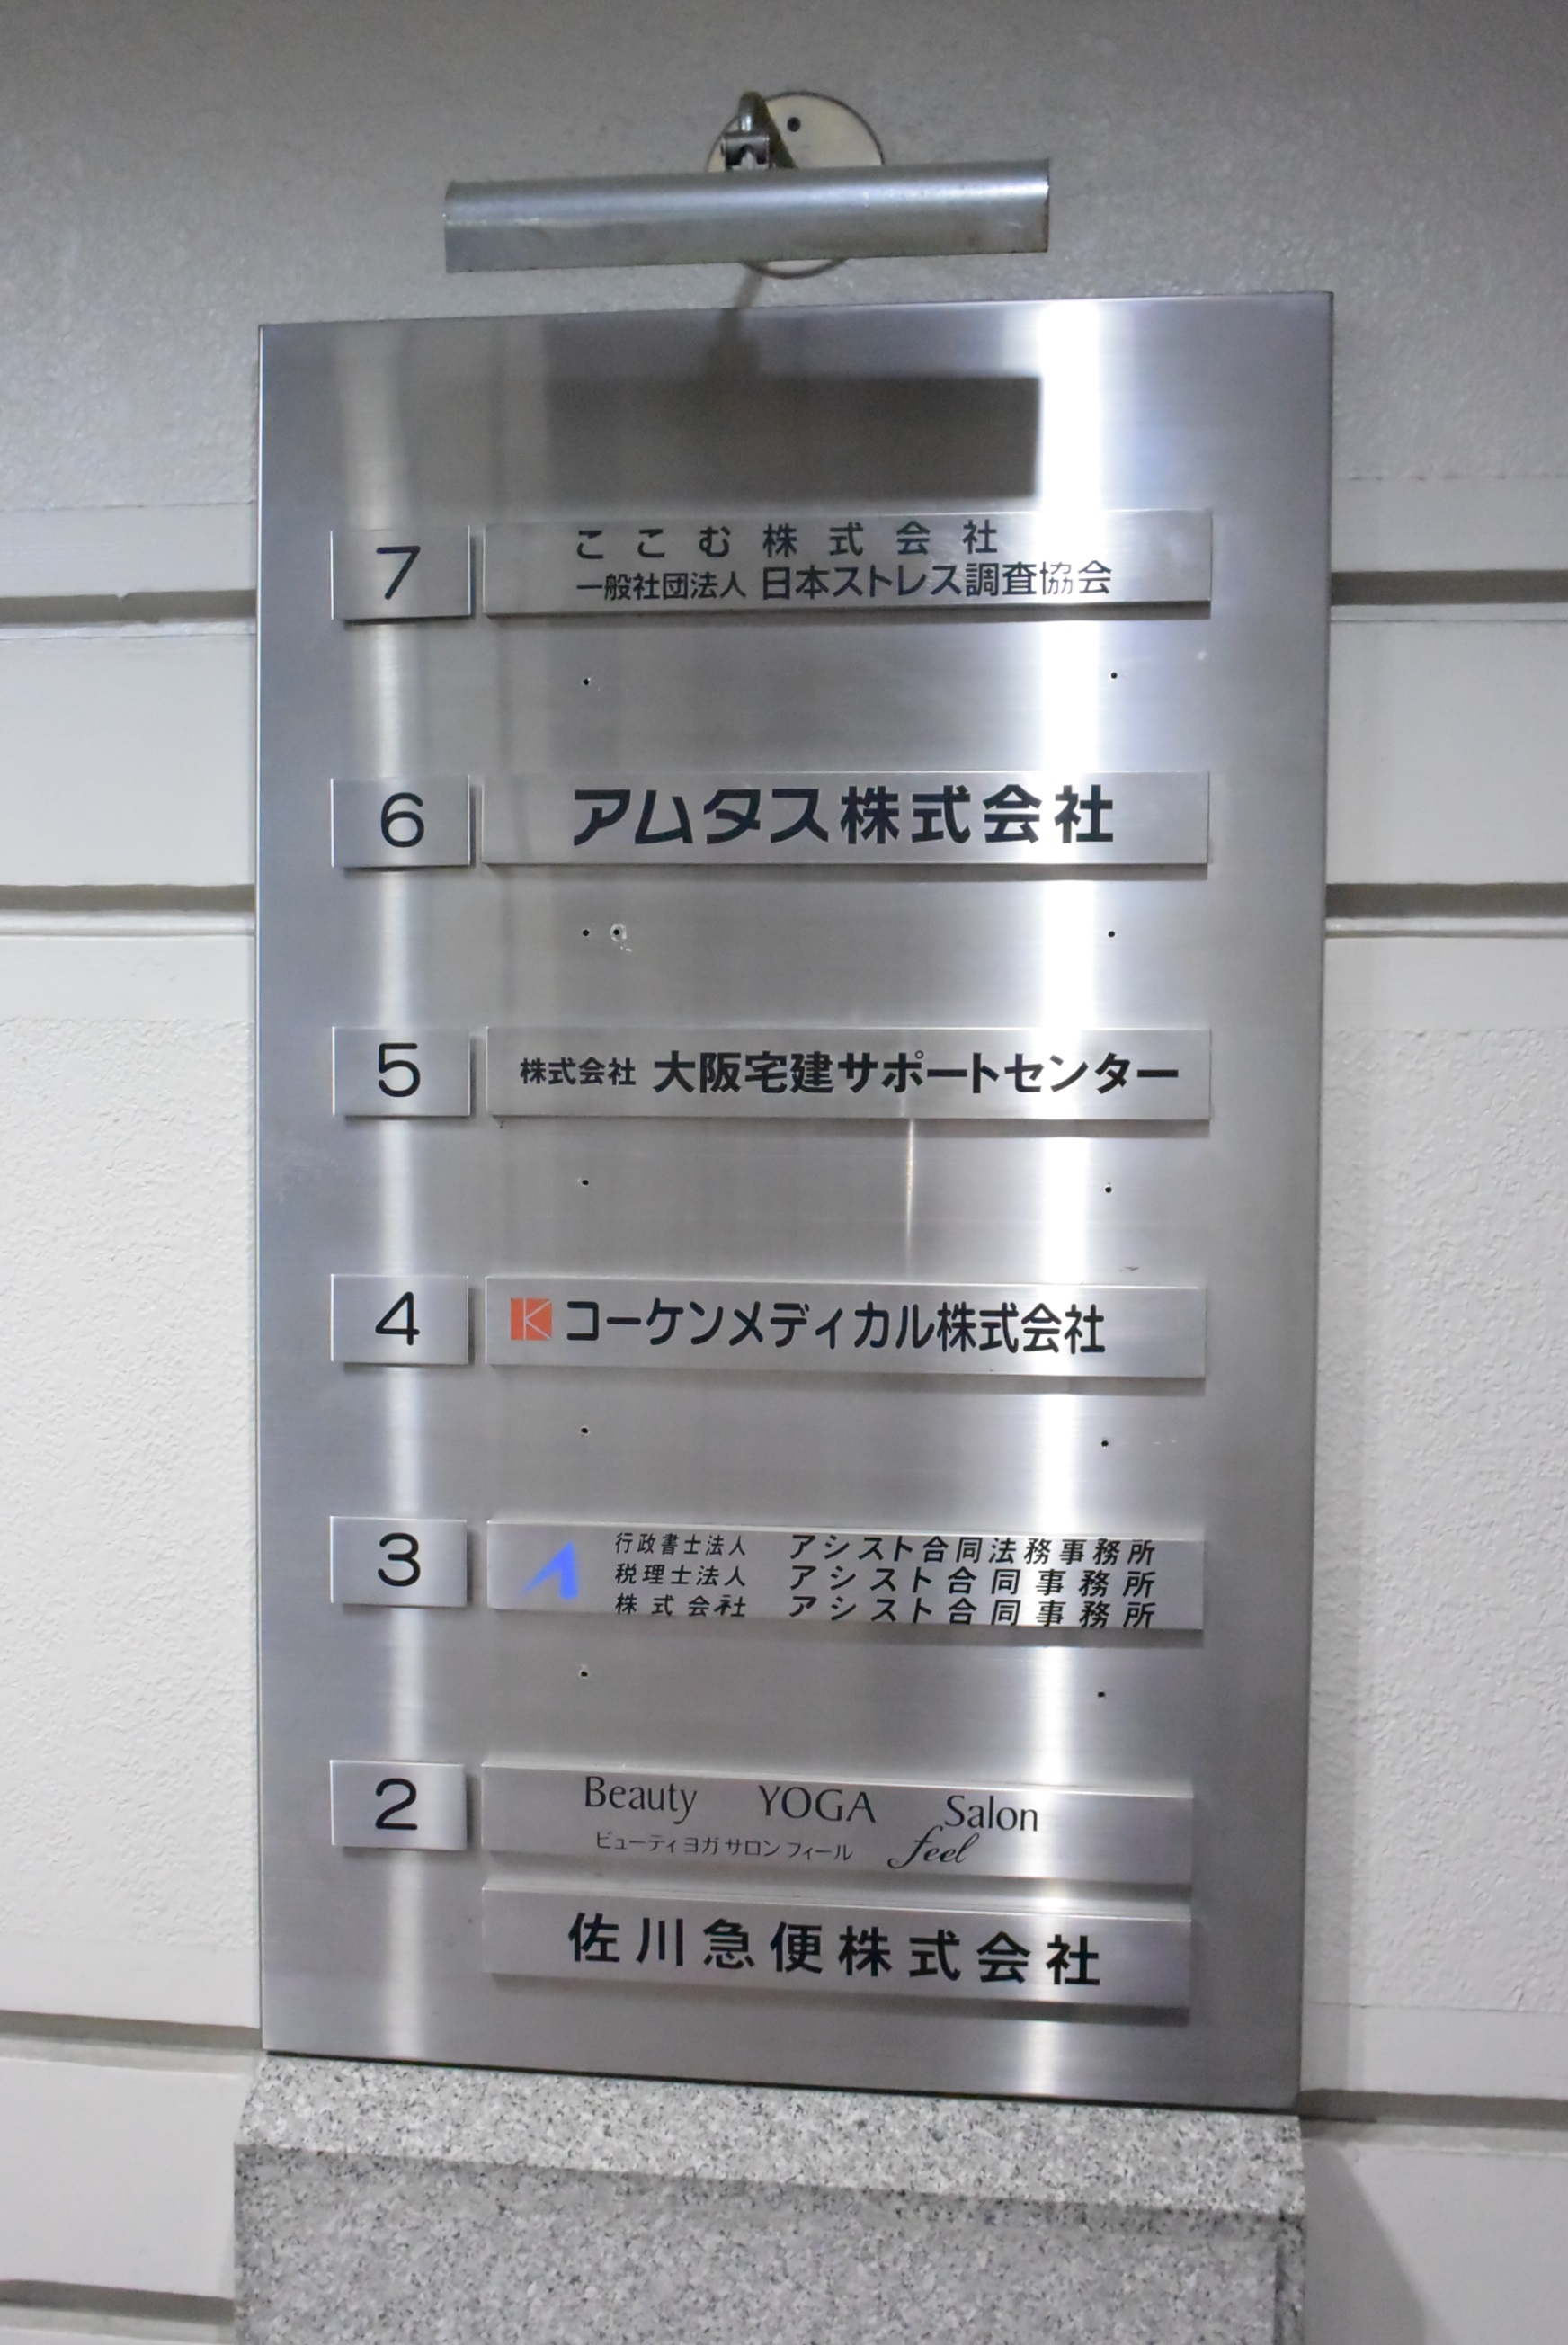 7
ここむ株式会社
一般社団法人 日本ストレス調査協会
6
アムタス株式会社
5
株式会社 大阪宅建サポートセンター
4
K コーケンメディカル株式会社
3
行政書士法人 アシスト合同法務事務所
税理士法人 アシスト合同事務所
株式会社 アシスト合同事務所
2
Beauty YOGA Salon
ビューティヨガサロンフィール feel
佐川急便株式会社